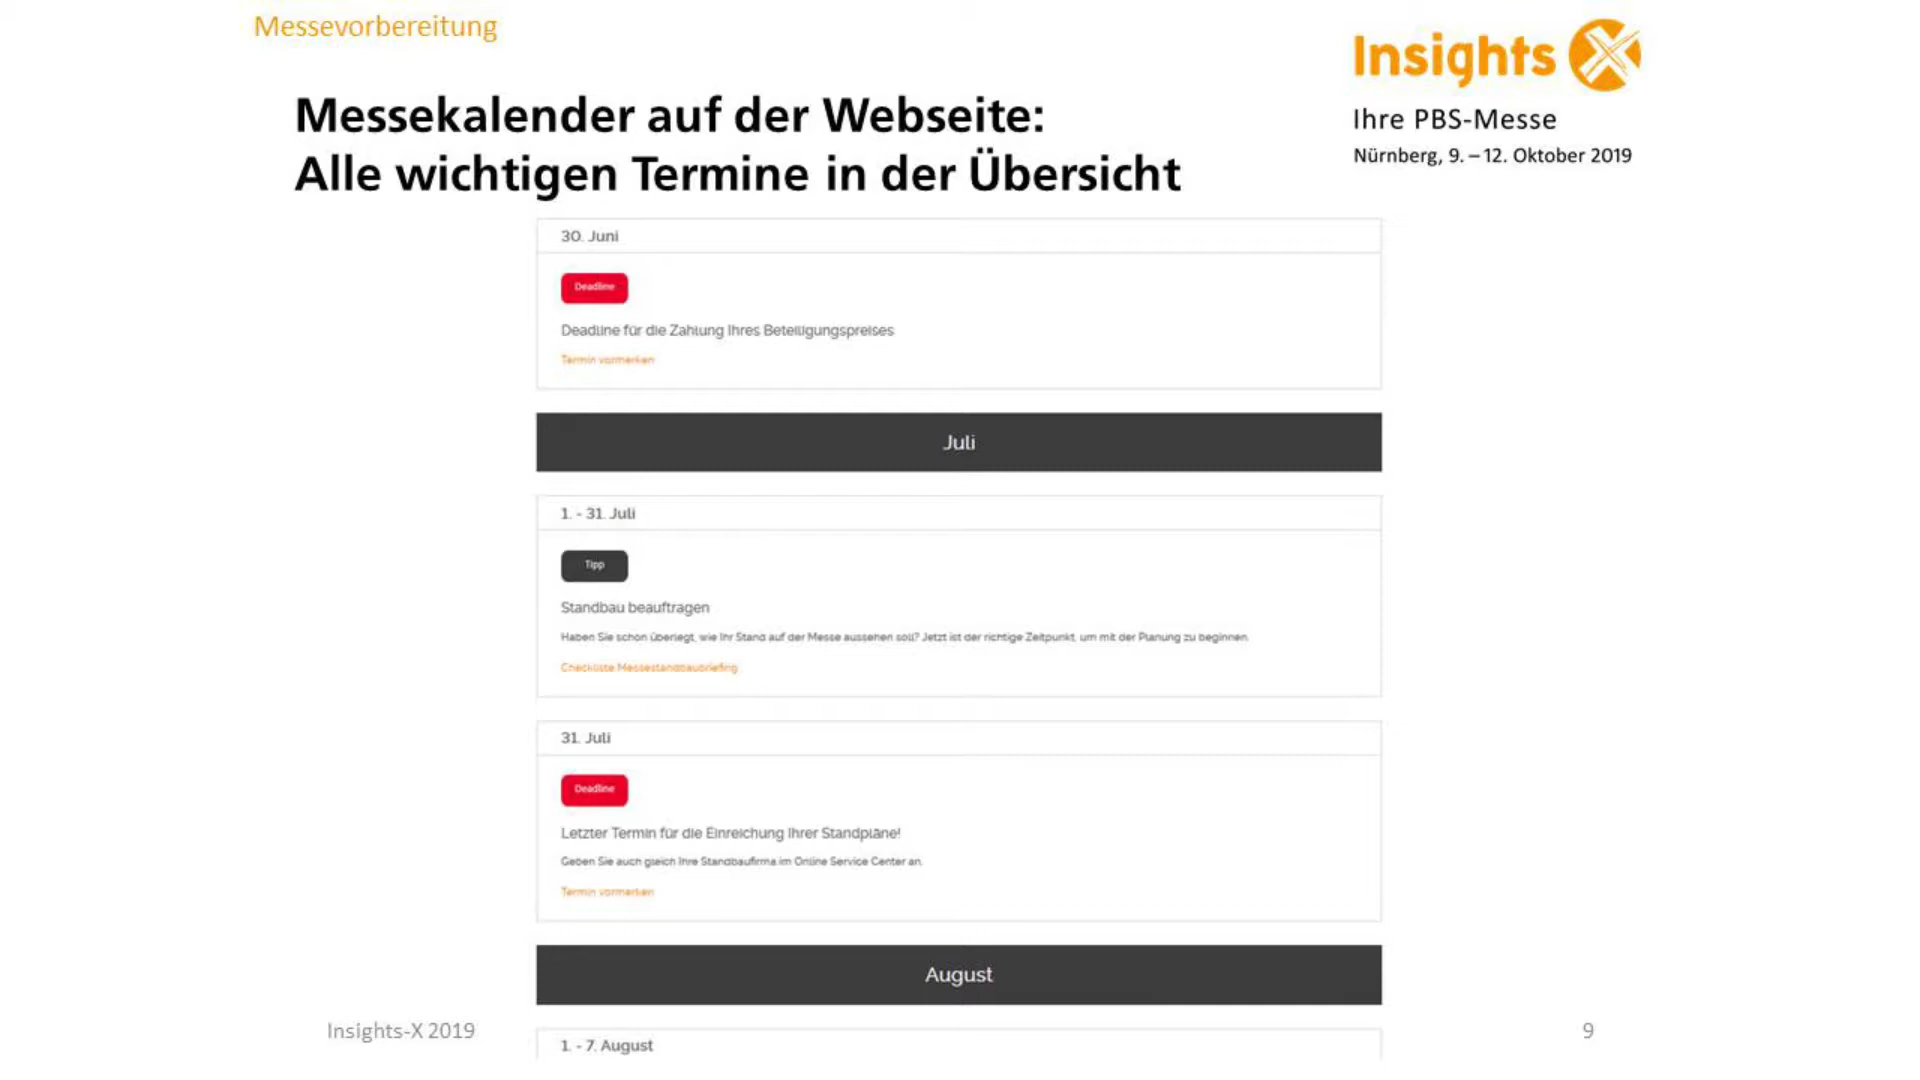 Messevorbereitung
Insights X
Ihre PBS-Messe
Nürnberg, 9. – 12. Oktober 2019
Messekalender auf der Webseite:
Alle wichtigen Termine in der Übersicht
30. Juni
Deadline
Deadline für die Zahlung Ihres Beteiligungspreises
Termin vormerken
Juli
1. - 31. Juli
Tipp
Standbau beauftragen
Haben Sie schon überlegt, wie Ihr Stand auf der Messe aussehen soll? Jetzt ist der richtige Zeitpunkt, um mit der Planung zu beginnen.
Checkliste Messestandbaubriefing
31. Juli
Deadline
Letzter Termin für die Einreichung Ihrer Standpläne!
Geben Sie auch gleich Ihre Standbaufirma im Online Service Center an.
Termin vormerken
August
1. - 7. August
Insights-X 2019
9